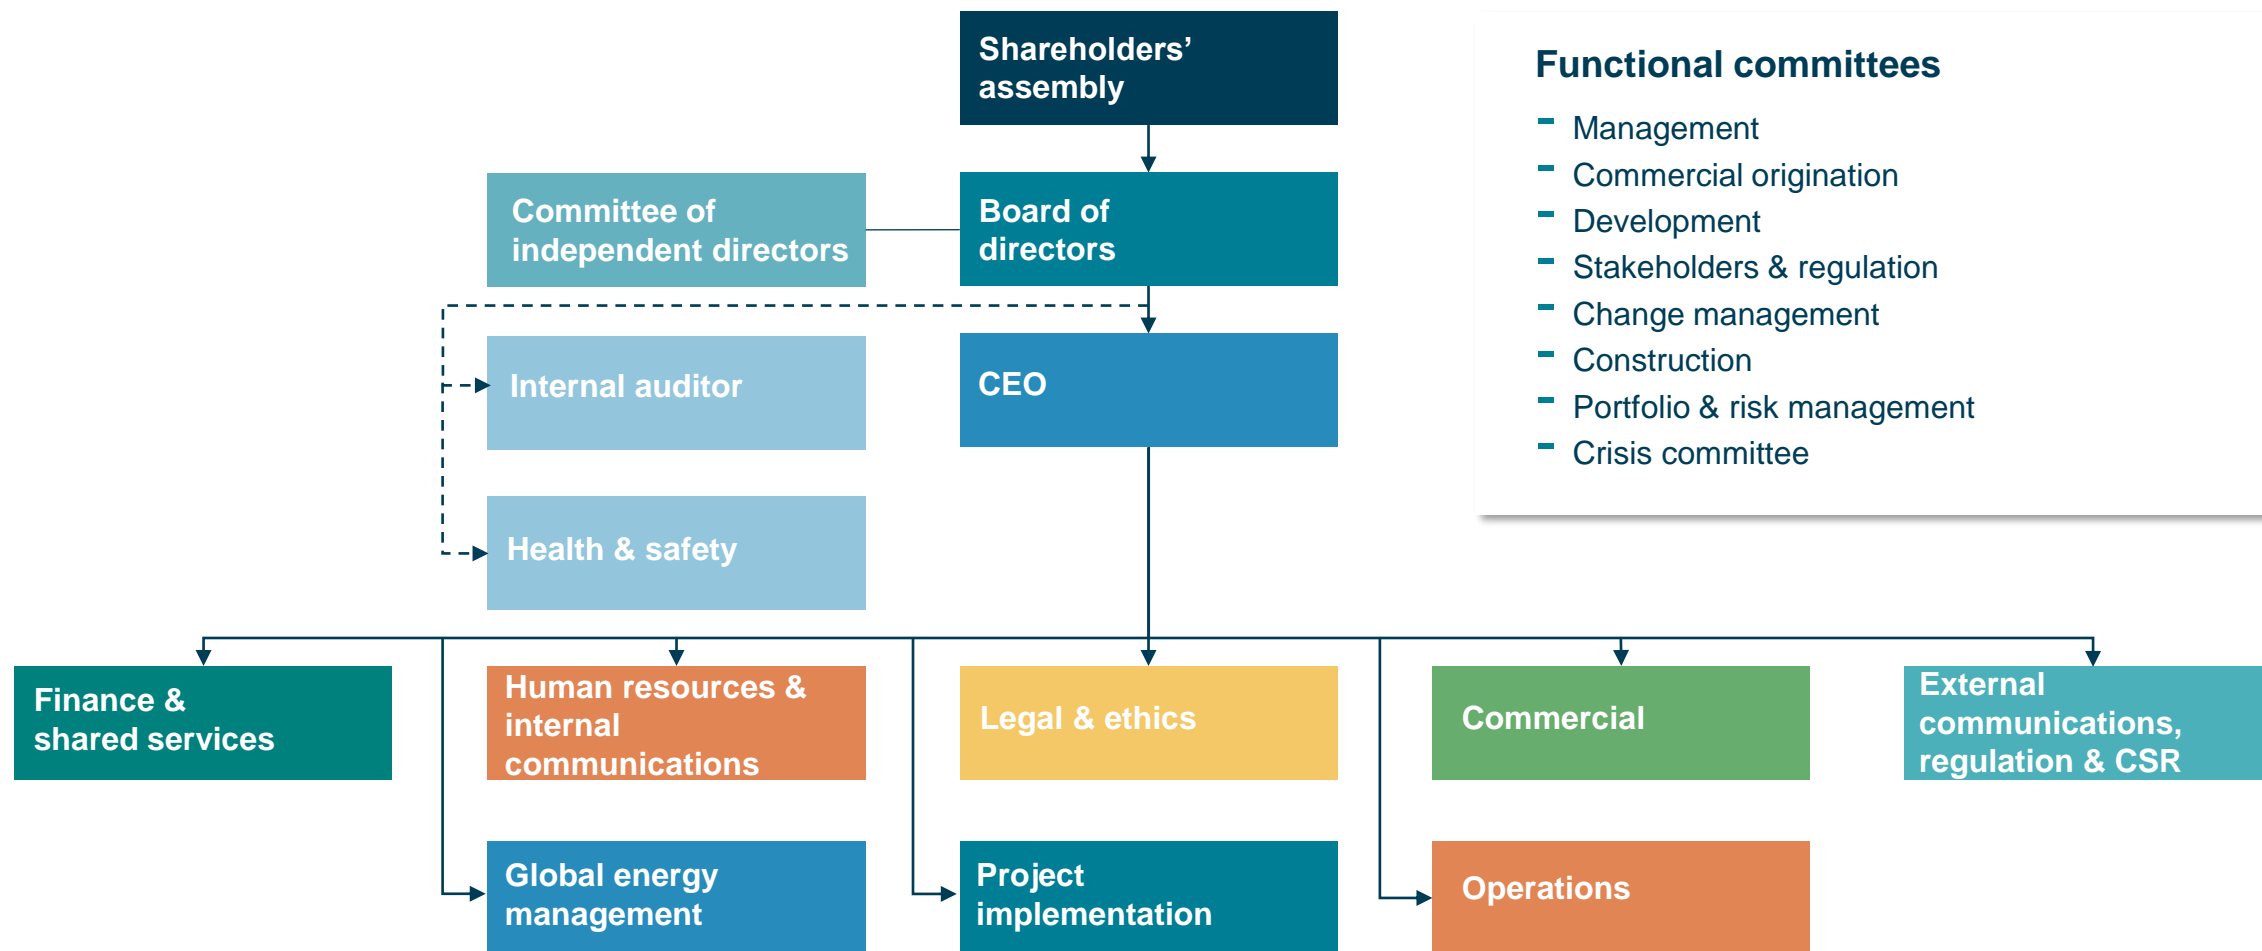 Shareholders’
assembly
Functional committees
- Management
- Commercial origination
- Development
- Stakeholders & regulation
- Change management
- Construction
- Portfolio & risk management
- Crisis committee
Committee of
independent directors
Board of
directors
Internal auditor
CEO
Health & safety
Finance &
shared services
Human resources &
internal
communications
Legal & ethics
Commercial
External
communications,
regulation & CSR
Global energy
management
Project
implementation
Operations